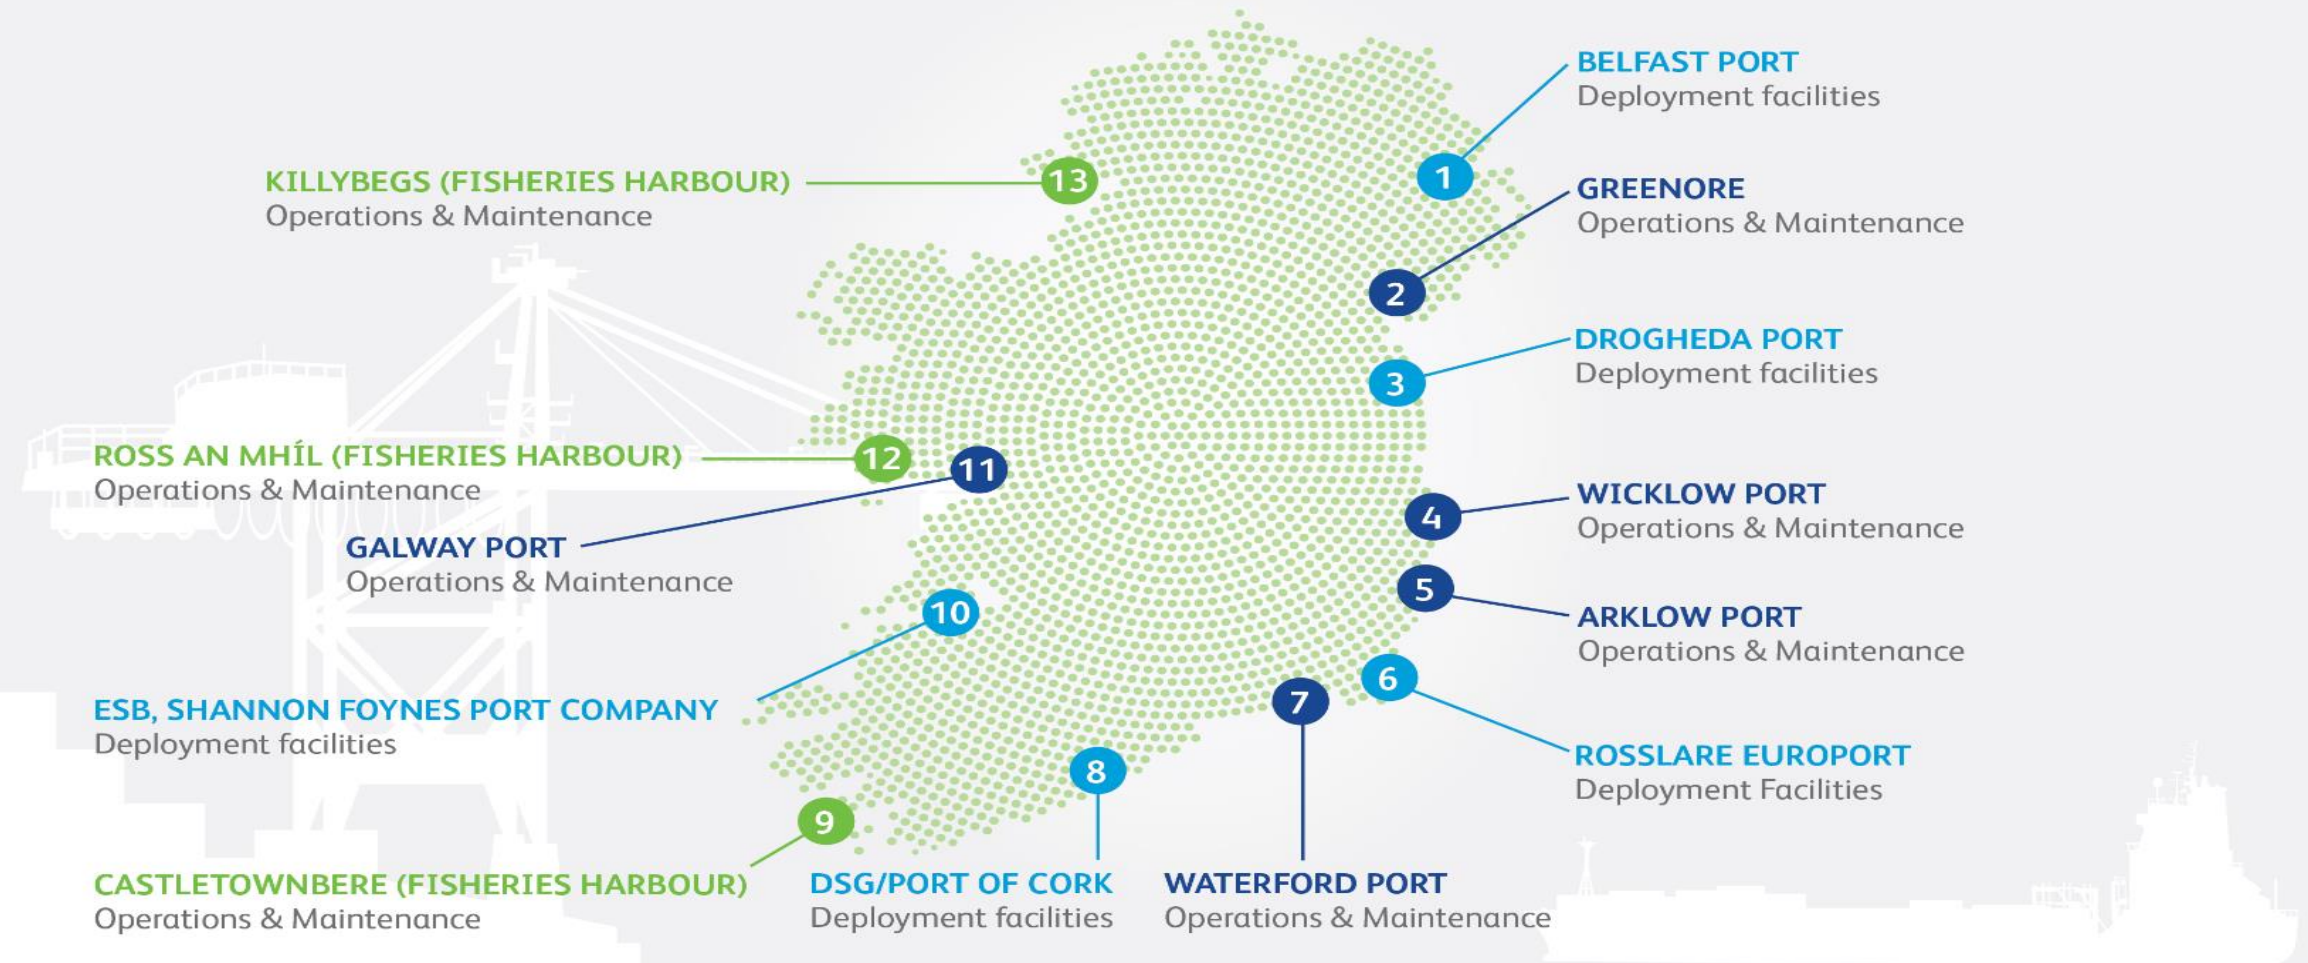 BELFAST PORT
Deployment facilities
GREENORE
Operations & Maintenance
DROGHEDA PORT
Deployment facilities
WICKLOW PORT
Operations & Maintenance
ARKLOW PORT
Operations & Maintenance
ROSSLARE EUROPORT
Deployment Facilities
WATERFORD PORT
Operations & Maintenance
DSG/PORT OF CORK
Deployment facilities
CASTLETOWNBERE (FISHERIES HARBOUR)
Operations & Maintenance
ESB, SHANNON FOYNES PORT COMPANY
Deployment facilities
GALWAY PORT
Operations & Maintenance
ROSS AN MHÍL (FISHERIES HARBOUR)
Operations & Maintenance
KILLYBEGS (FISHERIES HARBOUR)
Operations & Maintenance
1
2
3
4
5
6
7
8
9
10
11
12
13